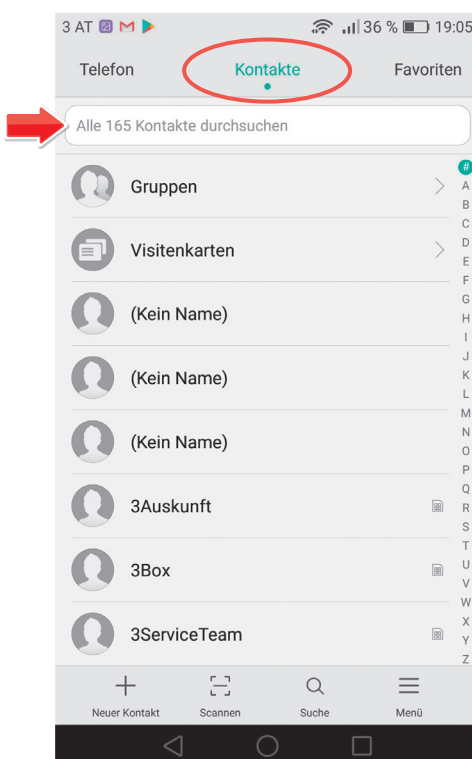 3 AT 36 % 19:05
Telefon Kontakte Favoriten
Alle 165 Kontakte durchsuchen
#
Gruppen
A
B
C
Visitenkarten
D
E
F
(Kein Name)
G
H
I
J
(Kein Name)
K
L
M
(Kein Name)
N
O
P
Q
3Auskunft
R
S
T
3Box
U
V
W
X
3ServiceTeam
Y
Z
Neuer Kontakt Scannen Suche Menü